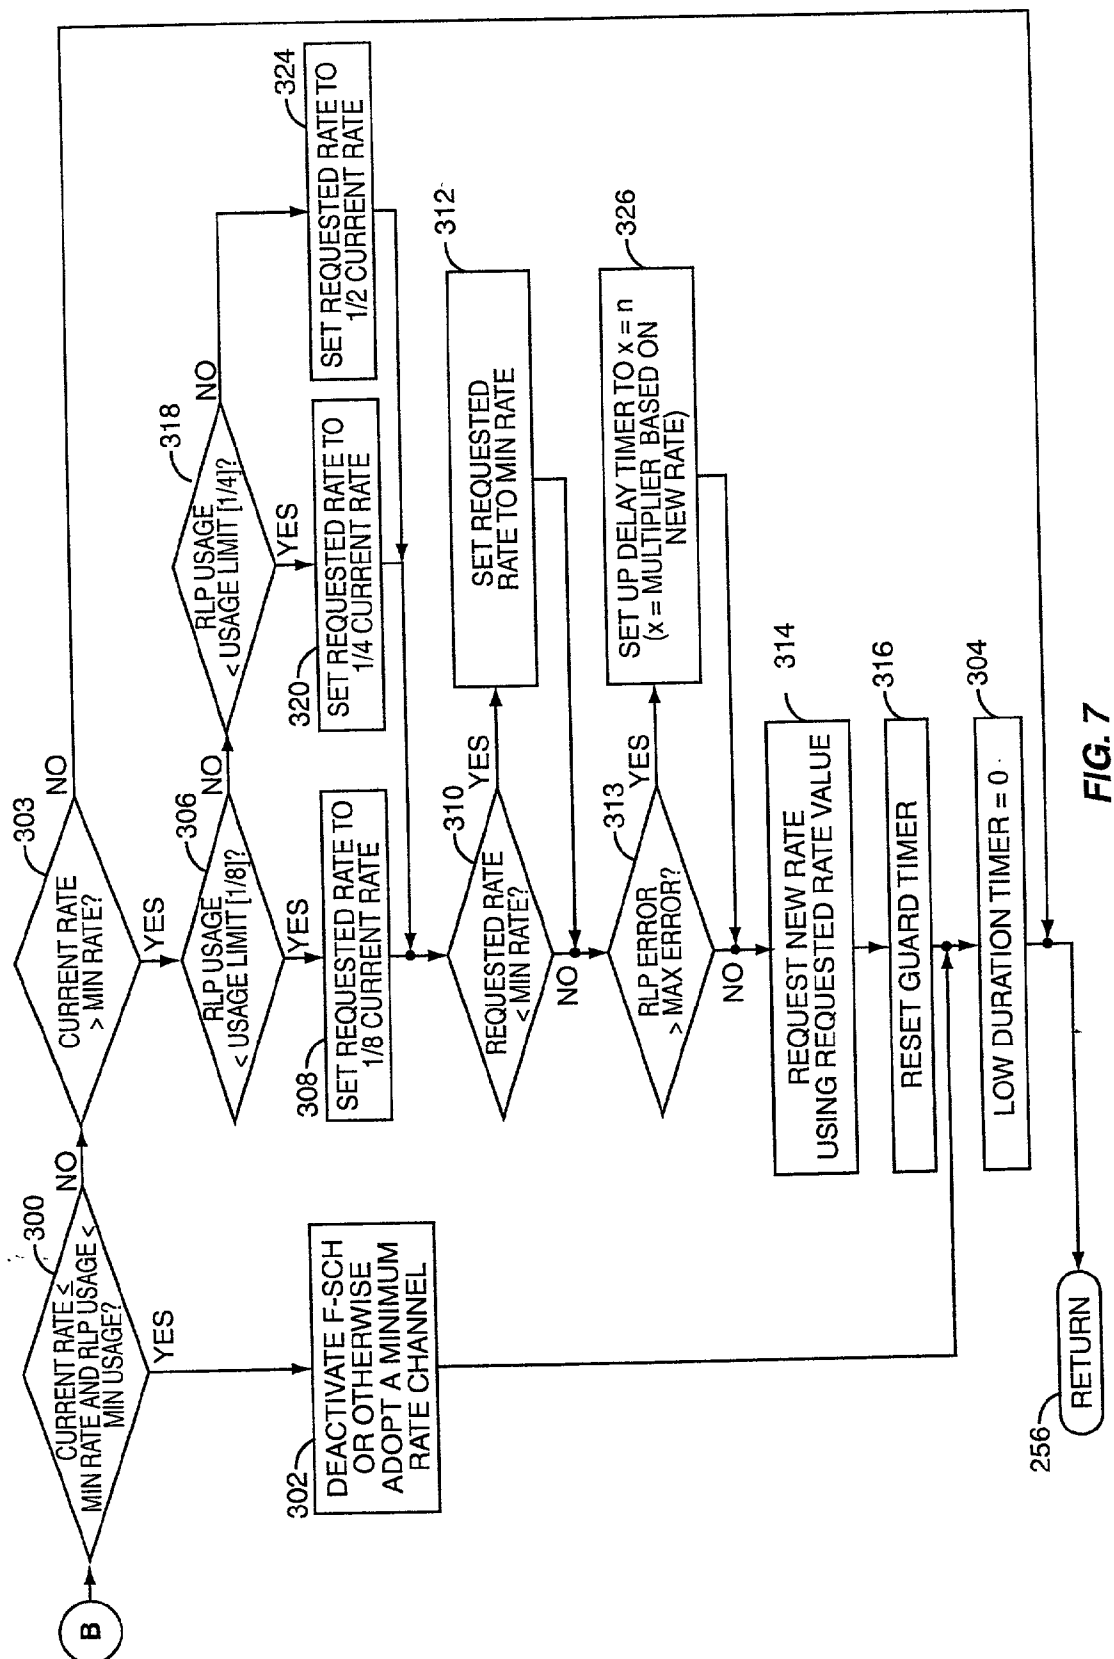 B
300
CURRENT RATE ≤
MIN RATE AND RLP USAGE <
MIN USAGE?
NO
YES
302
DEACTIVATE F-SCH
OR OTHERWISE
ADOPT A MINIMUM
RATE CHANNEL
303
CURRENT RATE
> MIN RATE?
NO
YES
306
RLP USAGE
< USAGE LIMIT [1/8]?
NO
YES
318
RLP USAGE
< USAGE LIMIT [1/4]?
NO
YES
308
SET REQUESTED RATE TO
1/8 CURRENT RATE
320
SET REQUESTED RATE TO
1/4 CURRENT RATE
324
SET REQUESTED RATE TO
1/2 CURRENT RATE
310
REQUESTED RATE
< MIN RATE?
YES
NO
312
SET REQUESTED
RATE TO MIN RATE
313
RLP ERROR
> MAX ERROR?
YES
NO
326
SET UP DELAY TIMER TO x = n
(x = MULTIPLIER BASED ON
NEW RATE)
314
REQUEST NEW RATE
USING REQUESTED RATE VALUE
316
RESET GUARD TIMER
304
LOW DURATION TIMER = 0
256
RETURN
FIG. 7